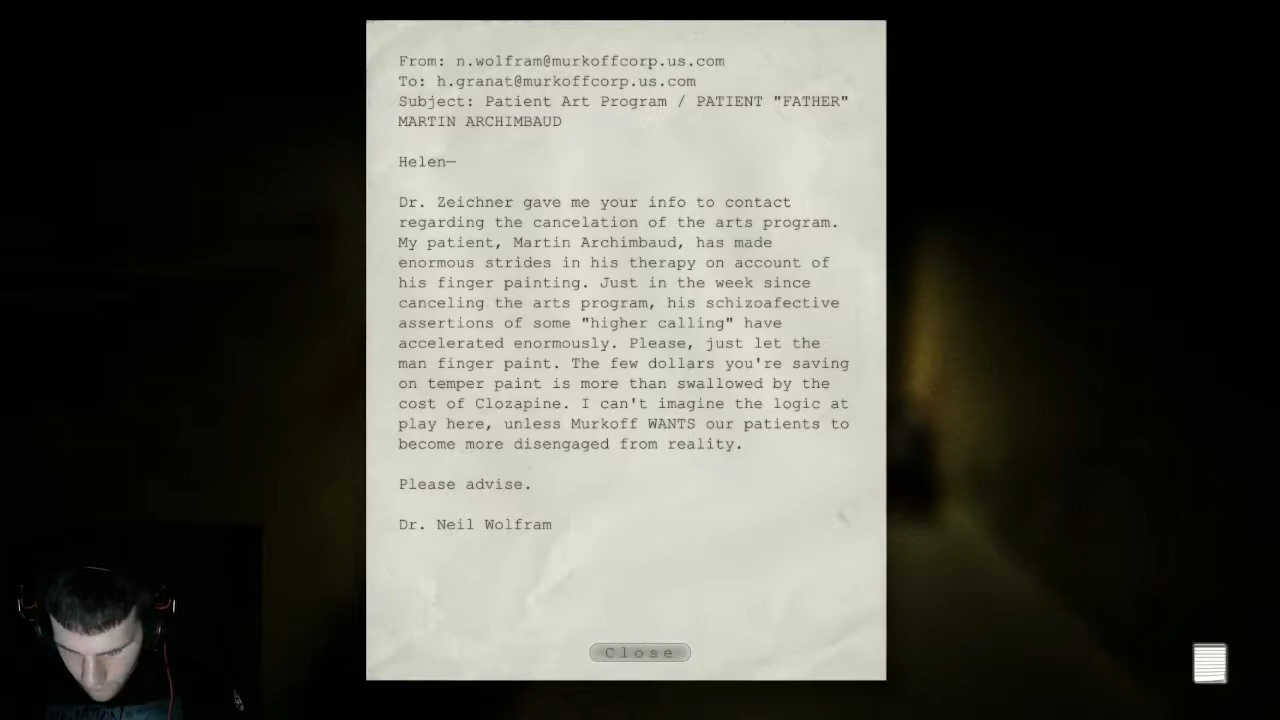 From: n.wolfram@murkoffcorp.us.com
To: h.granat@murkoffcorp.us.com
Subject: Patient Art Program / PATIENT "FATHER"
MARTIN ARCHIMBAUD
Helen—
Dr. Zeichner gave me your info to contact
regarding the cancelation of the arts program.
My patient, Martin Archimbaud, has made
enormous strides in his therapy on account of
his finger painting. Just in the week since
canceling the arts program, his schizoafective
assertions of some "higher calling" have
accelerated enormously. Please, just let the
man finger paint. The few dollars you're saving
on temper paint is more than swallowed by the
cost of Clozapine. I can't imagine the logic at
play here, unless Murkoff WANTS our patients to
become more disengaged from reality.
Please advise.
Dr. Neil Wolfram
Close